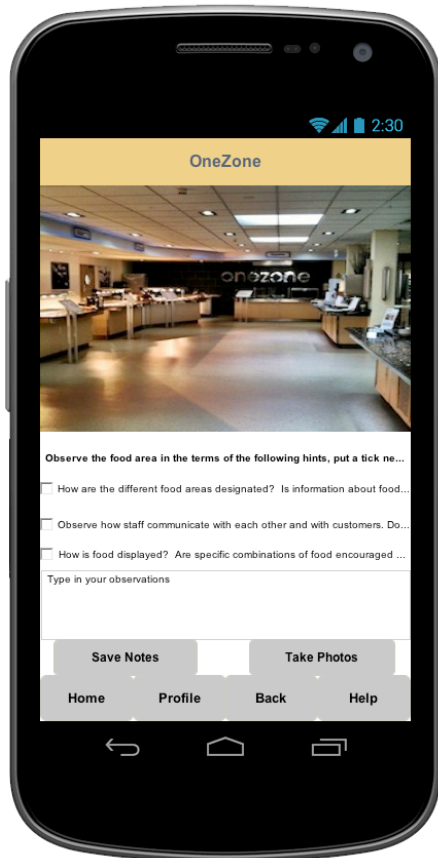 2:30
OneZone
onezone
Observe the food area in the terms of the following hints, put a tick ne...
How are the different food areas designated? Is information about food...
Observe how staff communicate with each other and with customers. Do...
How is food displayed? Are specific combinations of food encouraged ...
Type in your observations
Save Notes Take Photos
Home Profile Back Help